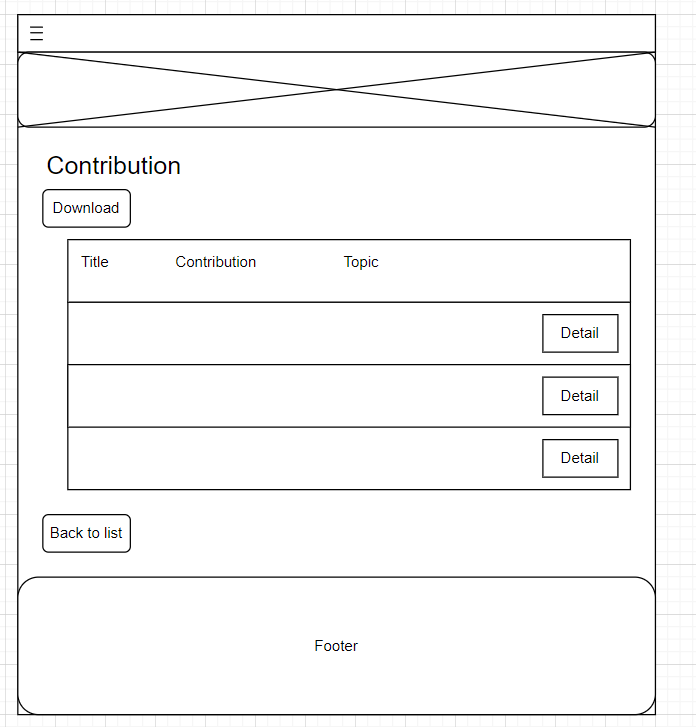 Contribution
Download
Title Contribution Topic
Detail
Detail
Detail
Back to list
Footer